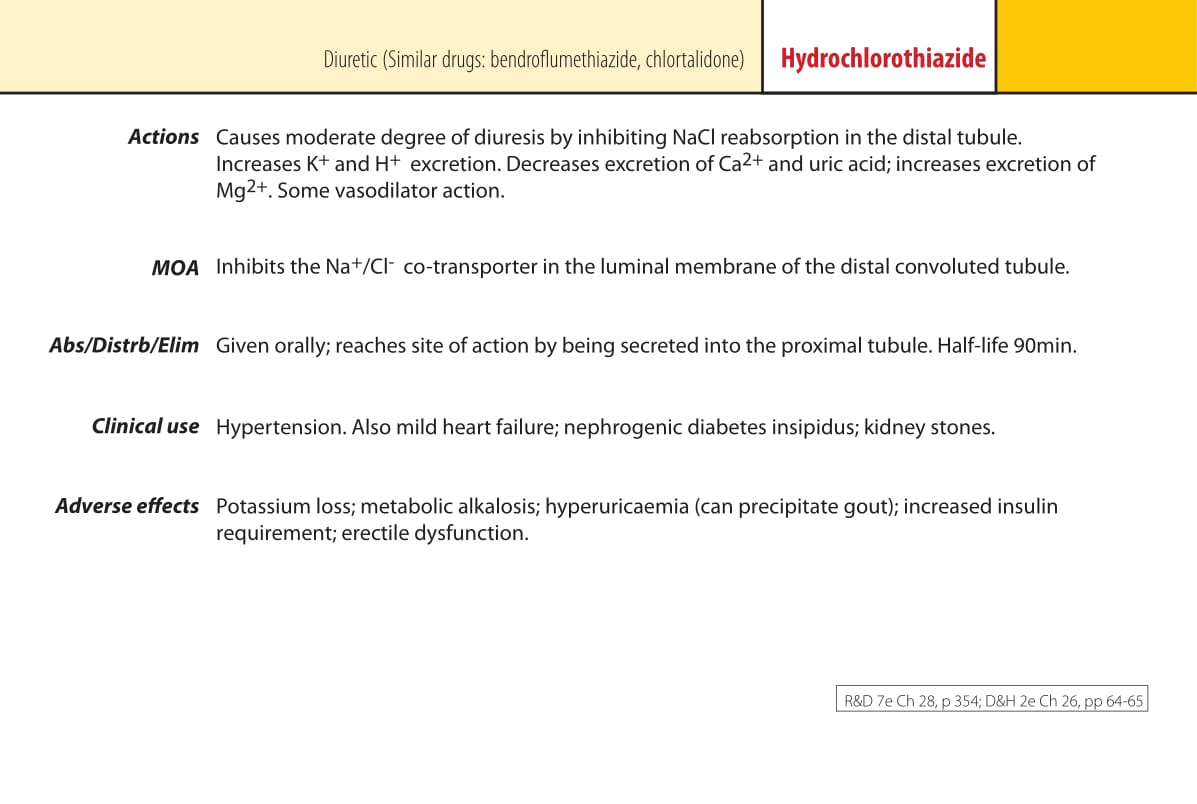 Diuretic (Similar drugs: bendroflumethiazide, chlortalidone) Hydrochlorothiazide
Actions Causes moderate degree of diuresis by inhibiting NaCl reabsorption in the distal tubule.
Increases K+ and H+ excretion. Decreases excretion of Ca2+ and uric acid; increases excretion of
Mg2+. Some vasodilator action.
MOA Inhibits the Na+/Cl- co-transporter in the luminal membrane of the distal convoluted tubule.
Abs/Distrb/Elim Given orally; reaches site of action by being secreted into the proximal tubule. Half-life 90min.
Clinical use Hypertension. Also mild heart failure; nephrogenic diabetes insipidus; kidney stones.
Adverse effects Potassium loss; metabolic alkalosis; hyperuricaemia (can precipitate gout); increased insulin
requirement; erectile dysfunction.
R&D 7e Ch 28, p 354; D&H 2e Ch 26, pp 64-65